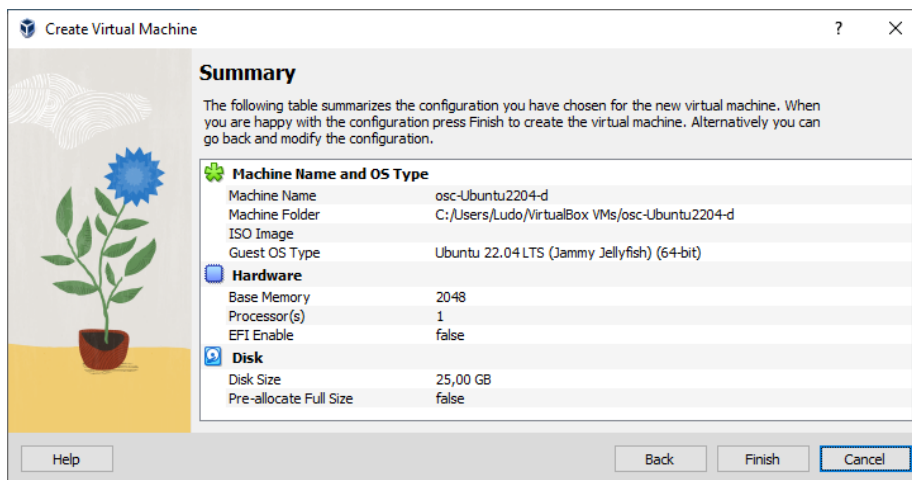 Create Virtual Machine
?
Summary
The following table summarizes the configuration you have chosen for the new virtual machine. When
you are happy with the configuration press Finish to create the virtual machine. Alternatively you can
go back and modify the configuration.
Machine Name and OS Type
Machine Name osc-Ubuntu2204-d
Machine Folder C:/Users/Ludo/VirtualBox VMs/osc-Ubuntu2204-d
ISO Image
Guest OS Type Ubuntu 22.04 LTS (Jammy Jellyfish) (64-bit)
Hardware
Base Memory 2048
Processor(s) 1
EFI Enable false
Disk
Disk Size 25,00 GB
Pre-allocate Full Size false
Help Back Finish Cancel